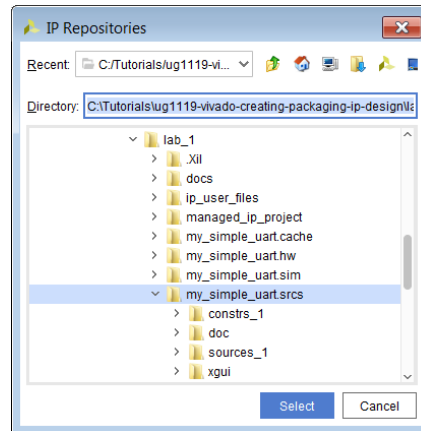 IP Repositories
Recent: C:/Tutorials/ug1119-vi...
Directory: C:\Tutorials\ug1119-vivado-creating-packaging-ip-design\la
lab_1
.Xil
docs
ip_user_files
managed_ip_project
my_simple_uart.cache
my_simple_uart.hw
my_simple_uart.sim
my_simple_uart.srcs
constrs_1
doc
sources_1
xgui
Select Cancel